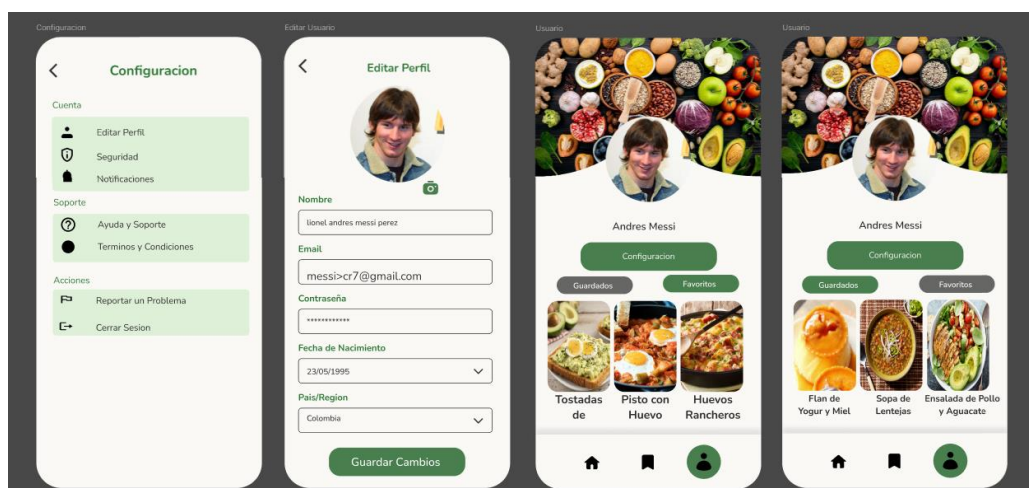 Configuracion
Configuracion
Cuenta
Editar Perfil
Seguridad
Notificaciones
Soporte
Ayuda y Soporte
Terminos y Condiciones
Acciones
Reportar un Problema
Cerrar Sesion
Editar Usuario
Editar Perfil
Nombre
lionel andres messi perez
Email
messi>cr7@gmail.com
Contraseña
************
Fecha de Nacimiento
23/05/1995
Pais/Region
Colombia
Guardar Cambios
Usuario
Andres Messi
Configuracion
Guardados
Favoritos
Tostadas
de
Pisto con
Huevo
Huevos
Rancheros
Usuario
Andres Messi
Configuracion
Guardados
Favoritos
Flan de
Yogur y Miel
Sopa de
Lentejas
Ensalada de Pollo
y Aguacate